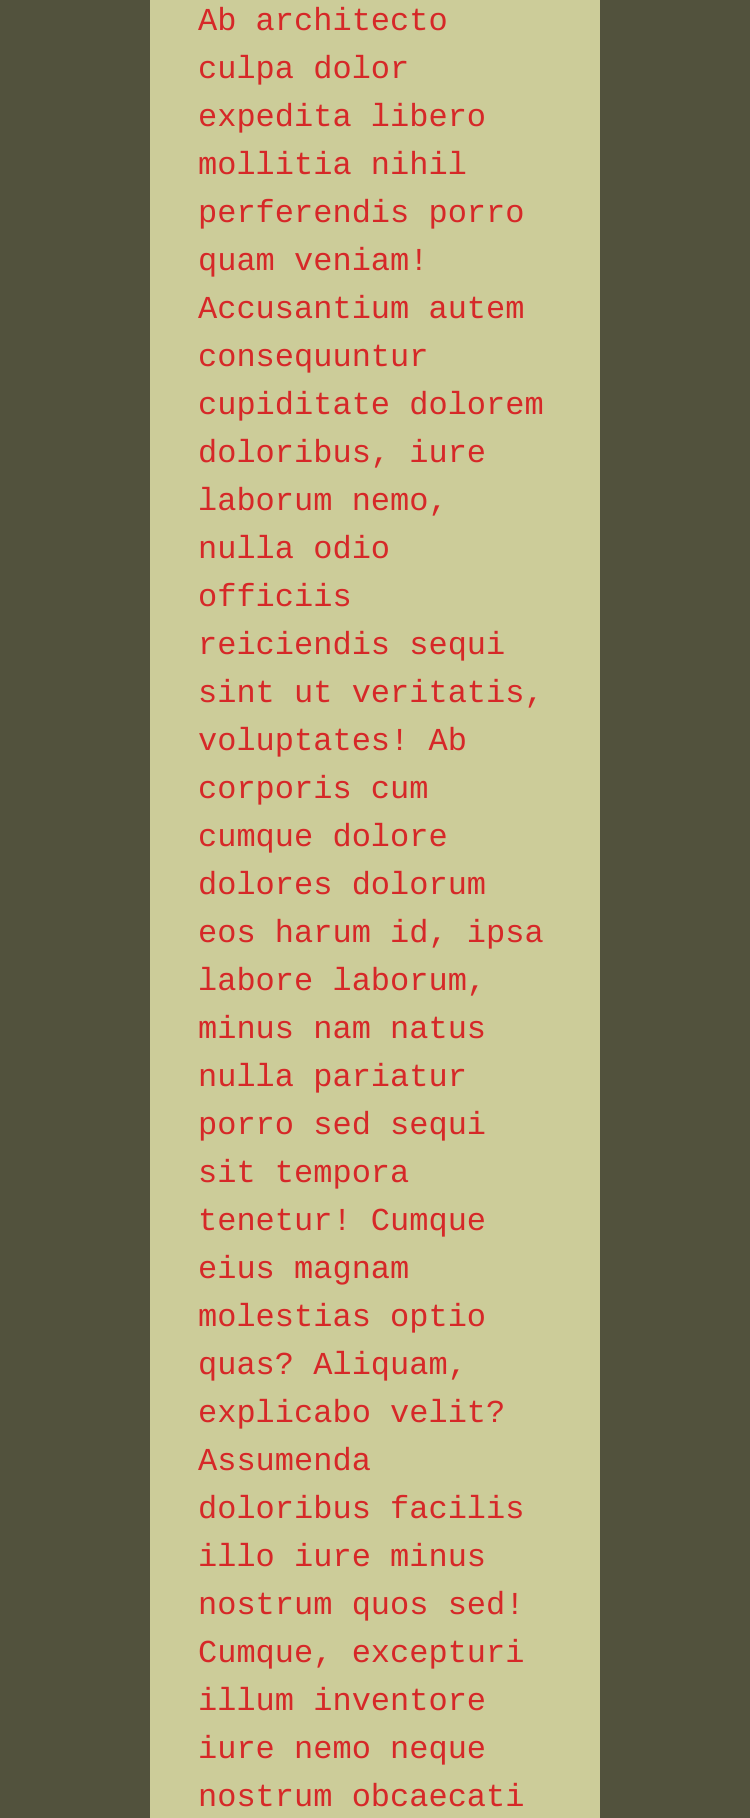 Ab architecto
culpa dolor
expedita libero
mollitia nihil
perferendis porro
quam veniam!
Accusantium autem
consequuntur
cupiditate dolorem
doloribus, iure
laborum nemo,
nulla odio
officiis
reiciendis sequi
sint ut veritatis,
voluptates! Ab
corporis cum
cumque dolore
dolores dolorum
eos harum id, ipsa
labore laborum,
minus nam natus
nulla pariatur
porro sed sequi
sit tempora
tenetur! Cumque
eius magnam
molestias optio
quas? Aliquam,
explicabo velit?
Assumenda
doloribus facilis
illo iure minus
nostrum quos sed!
Cumque, excepturi
illum inventore
iure nemo neque
nostrum obcaecati